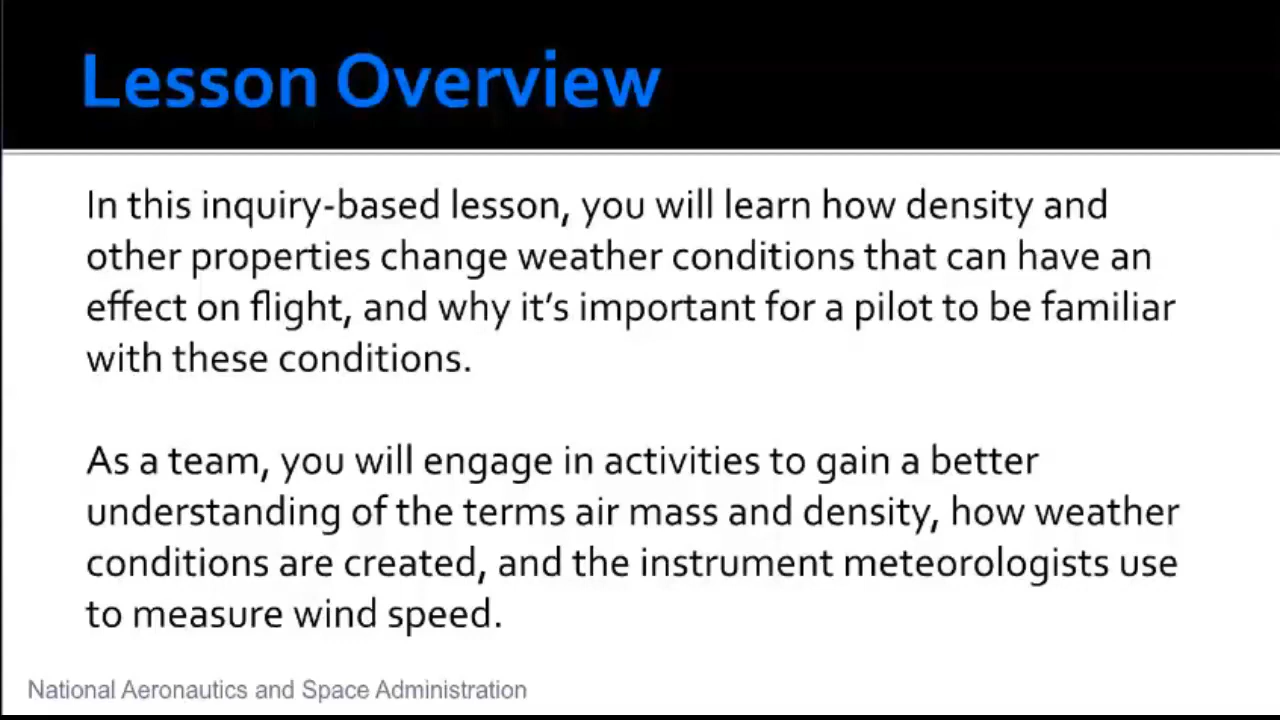 Lesson Overview
In this inquiry-based lesson, you will learn how density and
other properties change weather conditions that can have an
effect on flight, and why it’s important for a pilot to be familiar
with these conditions.
As a team, you will engage in activities to gain a better
understanding of the terms air mass and density, how weather
conditions are created, and the instrument meteorologists use
to measure wind speed.
National Aeronautics and Space Administration